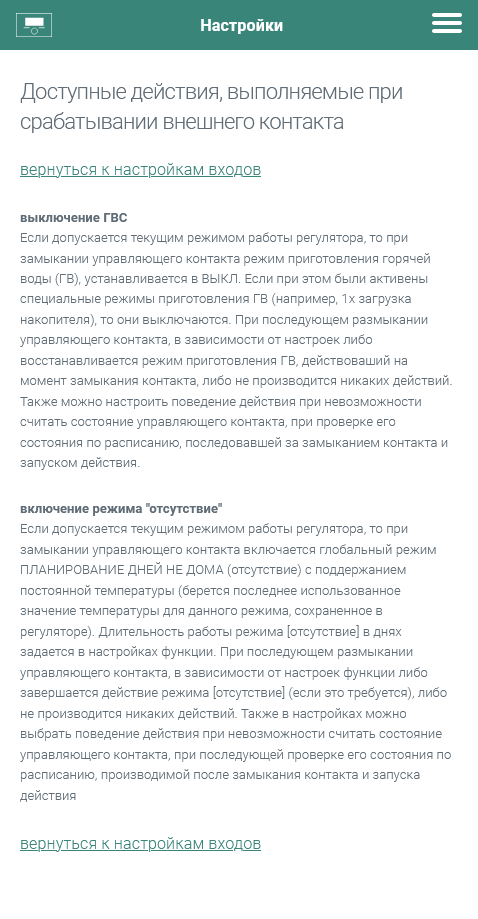 Настройки
Доступные действия, выполняемые при
срабатывании внешнего контакта
вернуться к настройкам входов
выключение ГВС
Если допускается текущим режимом работы регулятора, то при
замыкании управляющего контакта режим приготовления горячей
воды (ГВ), устанавливается в ВЫКЛ. Если при этом были активены
специальные режимы приготовления ГВ (например, 1х загрузка
накопителя), то они выключаются. При последующем размыкании
управляющего контакта, в зависимости от настроек либо
восстанавливается режим приготовления ГВ, действоваший на
момент замыкания контакта, либо не производится никаких действий.
Также можно настроить поведение действия при невозможности
считать состояние управляющего контакта, при проверке его
состояния по расписанию, последовавшей за замыканием контакта и
запуском действия.
включение режима "отсутствие"
Если допускается текущим режимом работы регулятора, то при
замыкании управляющего контакта включается глобальный режим
ПЛАНИРОВАНИЕ ДНЕЙ НЕ ДОМА (отсутствие) с поддержанием
постоянной температуры (берется последнее использованное
значение температуры для данного режима, сохраненное в
регуляторе). Длительность работы режима [отсутствие] в днях
задается в настройках функции. При последующем размыкании
управляющего контакта, в зависимости от настроек функции либо
завершается действие режима [отсутствие] (если это требуется), либо
не производится никаких действий. Также в настройках можно
выбрать поведение действия при невозможности считать состояние
управляющего контакта, при последующей проверке его состояния по
расписанию, производимой после замыкания контакта и запуска
действия
вернуться к настройкам входов